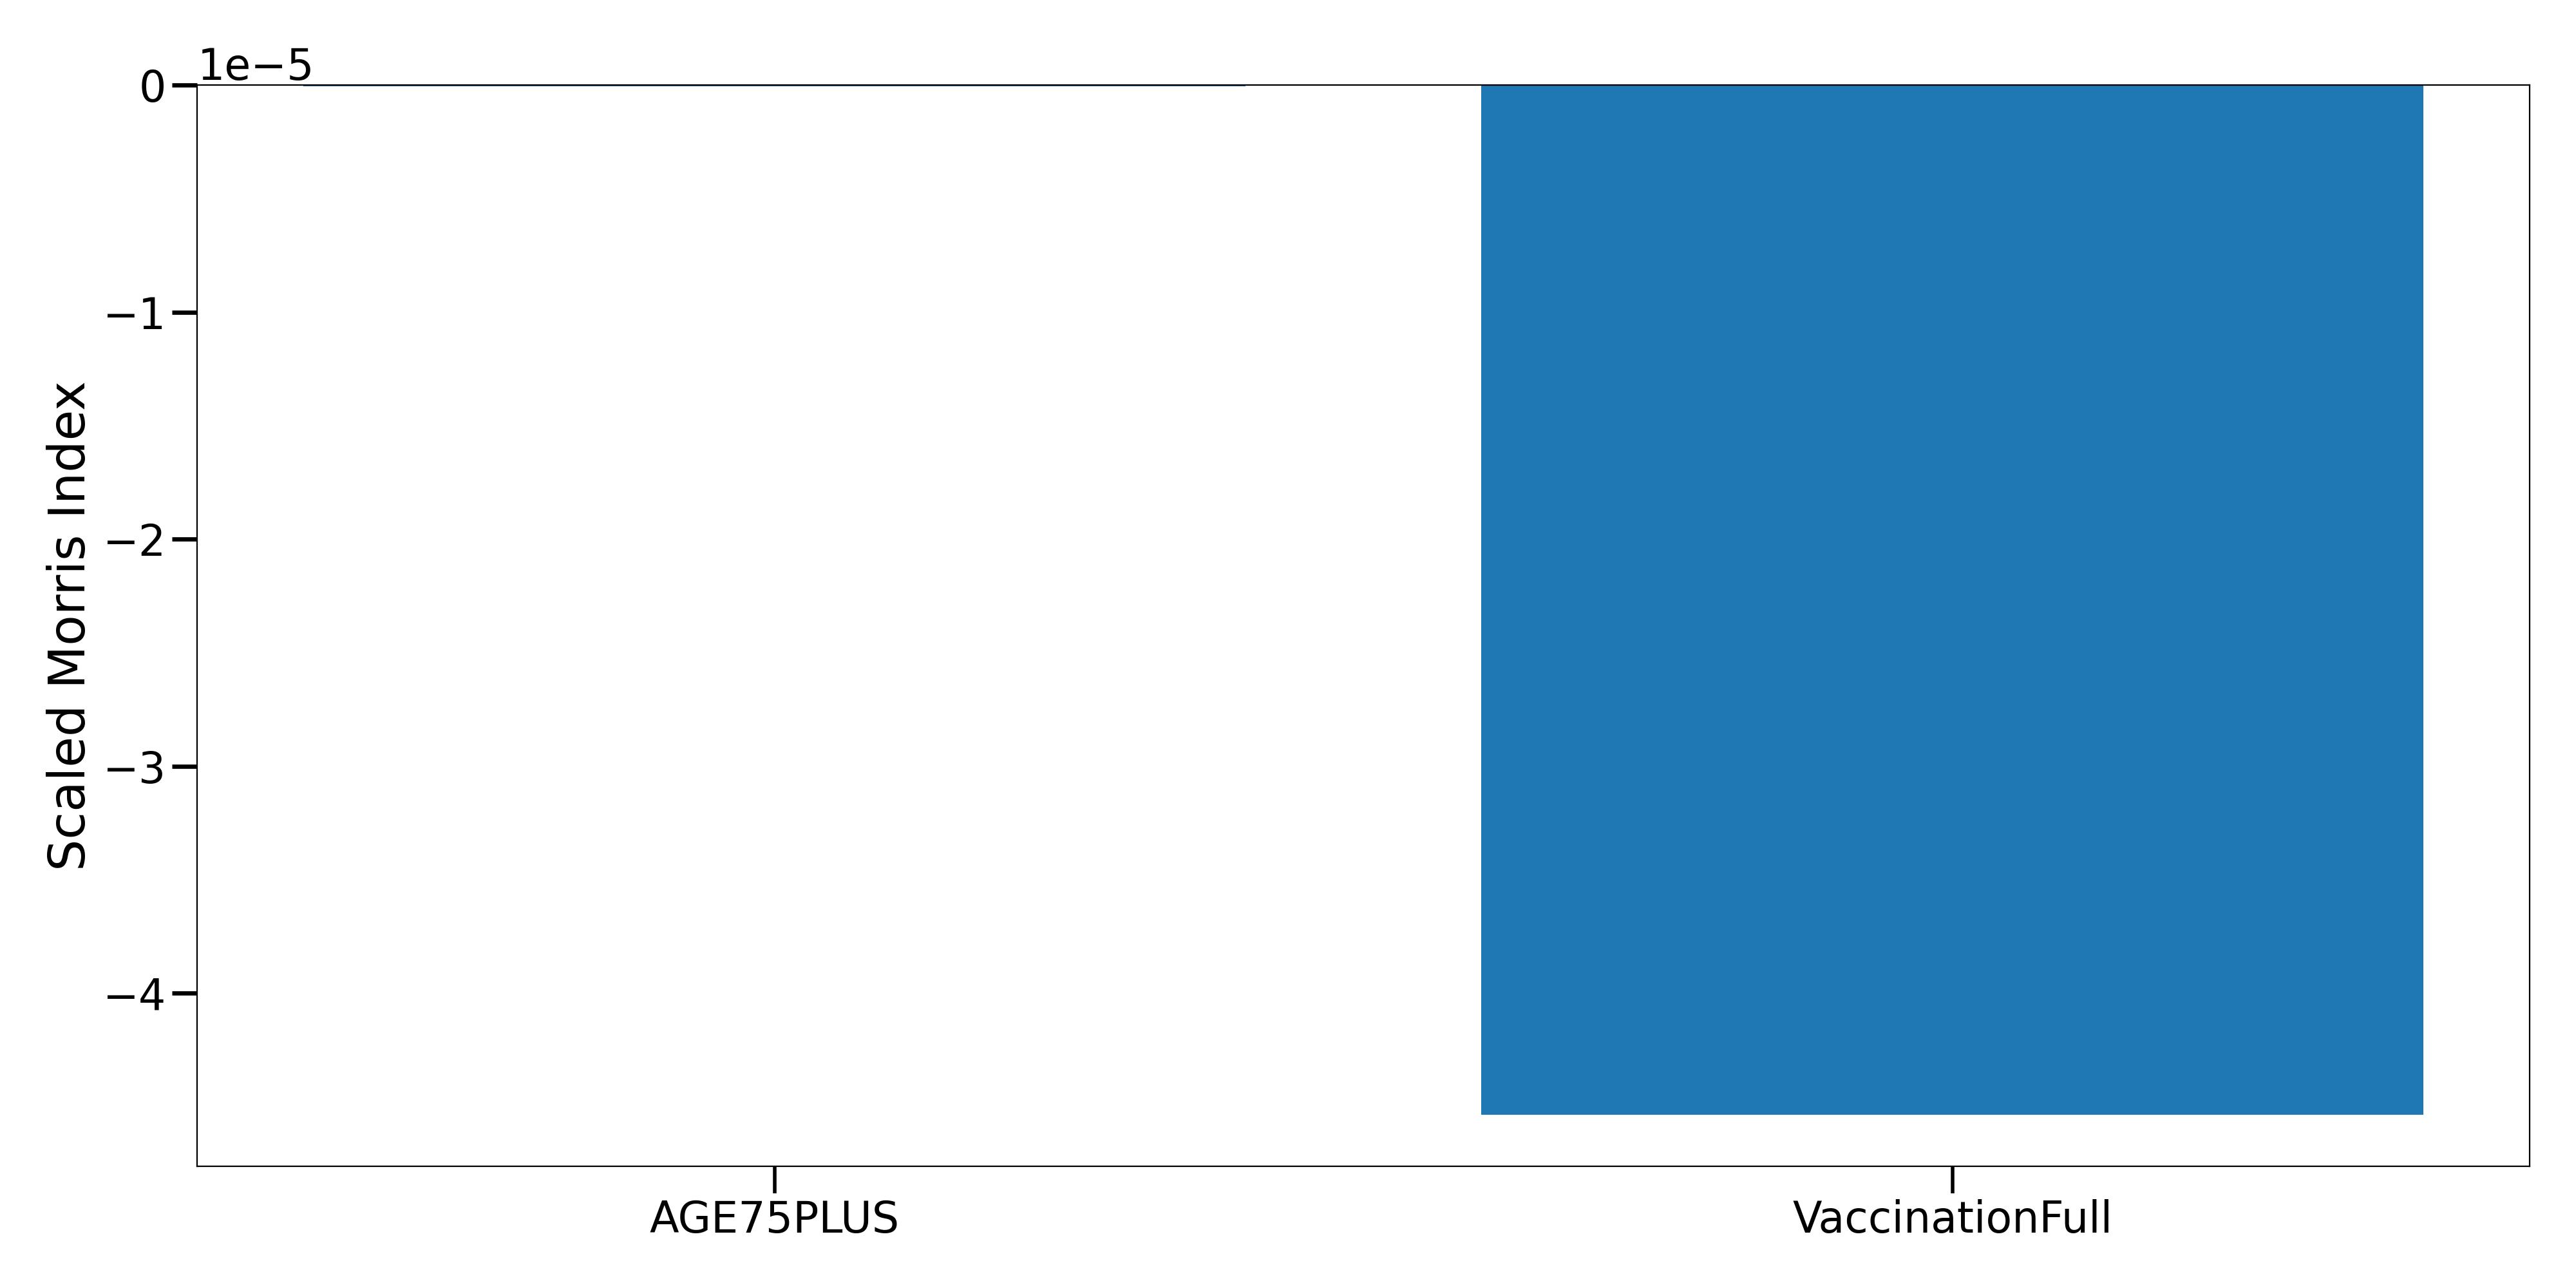 1e−5
0
−1
−2
−3
−4
Scaled Morris Index
AGE75PLUS
VaccinationFull